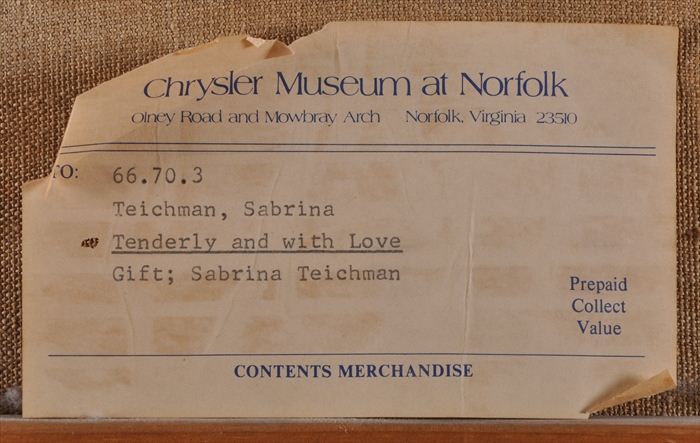 Chrysler Museum at Norfolk
Olney Road and Mowbray Arch Norfolk, Virginia 23510
TO: 66.70.3
Teichman, Sabrina
Tenderly and with Love
Gift; Sabrina Teichman
Prepaid
Collect
Value
CONTENTS MERCHANDISE